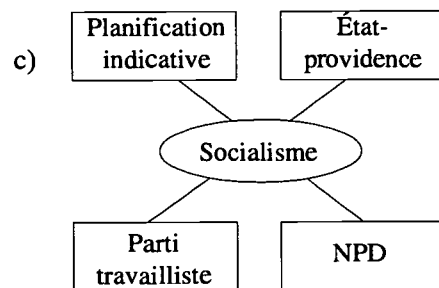 c)
Planification
indicative
État-
providence
Socialisme
Parti
travailliste
NPD